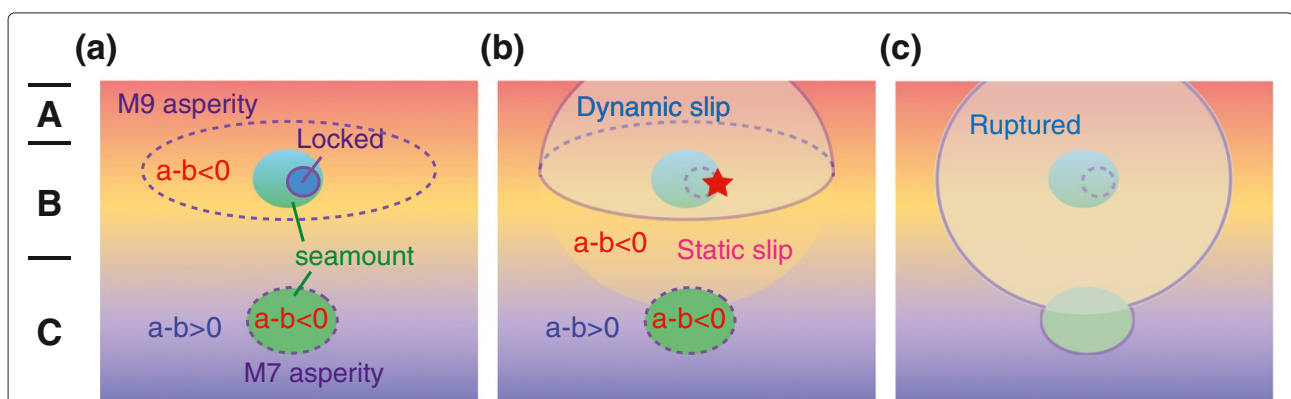 (a)
(b)
(c)
A
B
C
M9 asperity
Locked
a-b<0
seamount
a-b>0
a-b<0
M7 asperity
Dynamic slip
a-b<0
Static slip
a-b>0
a-b<0
Ruptured